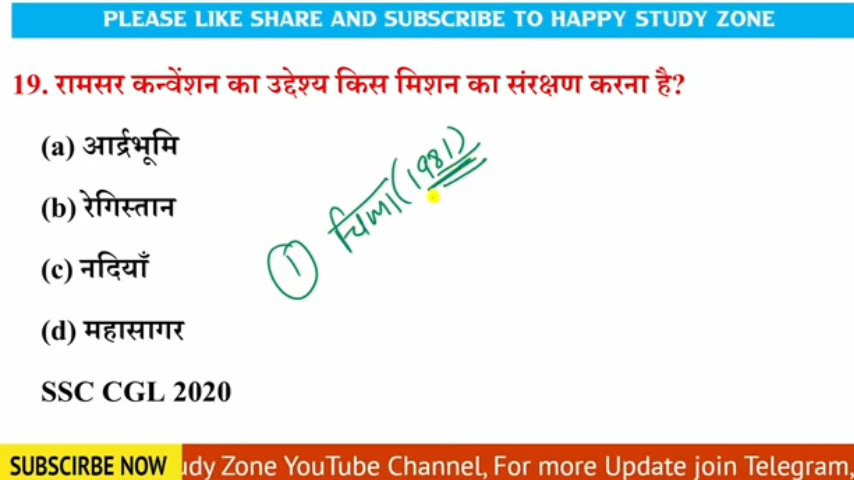 PLEASE LIKE SHARE AND SUBSCRIBE TO HAPPY STUDY ZONE
19. रामसर कन्वेंशन का उद्देश्य किस मिशन का संरक्षण करना है?
(a) आर्द्रभूमि
(b) रेगिस्तान
(c) नदियाँ
(d) महासागर
① (1981)
SSC CGL 2020
SUBSCIRBE NOW udy Zone YouTube Channel, For more Update join Telegram,